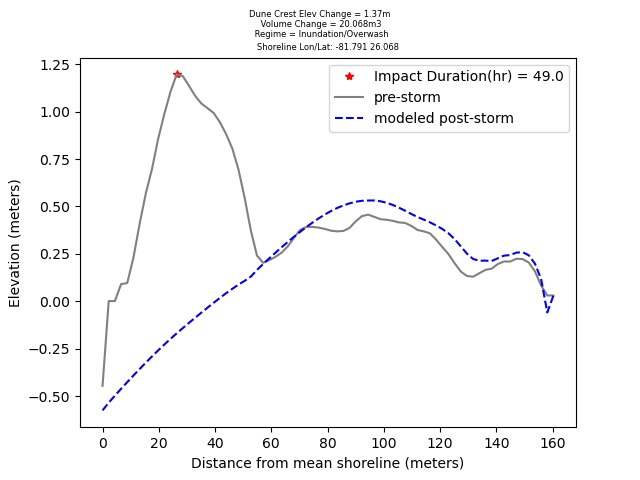 Dune Crest Elev Change = 1.37m
Volume Change = 20.068m3
Regime = Inundation/Overwash
Shoreline Lon/Lat: -81.791 26.068
Impact Duration(hr) = 49.0
pre-storm
modeled post-storm
1.25
1.00
0.75
0.50
0.25
0.00
−0.25
−0.50
Elevation (meters)
0 20 40 60 80 100 120 140 160
Distance from mean shoreline (meters)